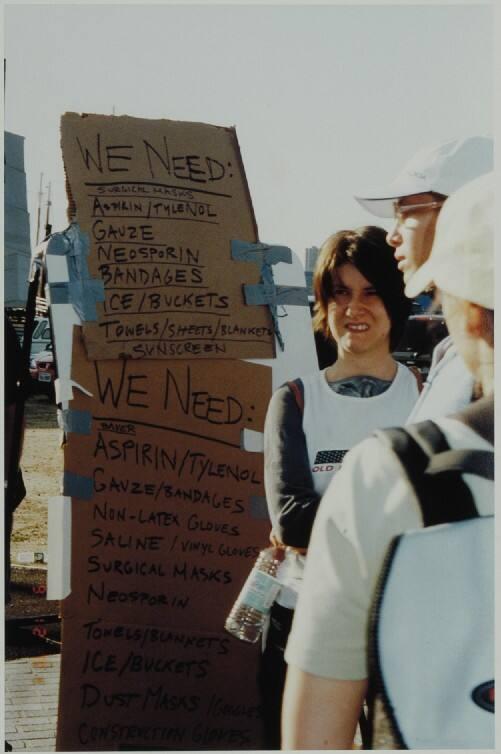 WE NEED:
SURGICAL MASKS
ASPIRIN/TYLENOL
GAUZE
NEOSPORIN
BANDAGES
ICE/BUCKETS
TOWELS/SHEETS/BLANKETS
SUNSCREEN
WE NEED:
BAYER
ASPIRIN/TYLENOL
GAUZE/BANDAGES
NON-LATEX GLOVES
SALINE / VINYL GLOVES
SURGICAL MASKS
NEOSPORIN
TOWELS/BLANKETS
ICE/BUCKETS
DUST MASKS /GOGGLES
CONSTRUCTION GLOVES
OLD